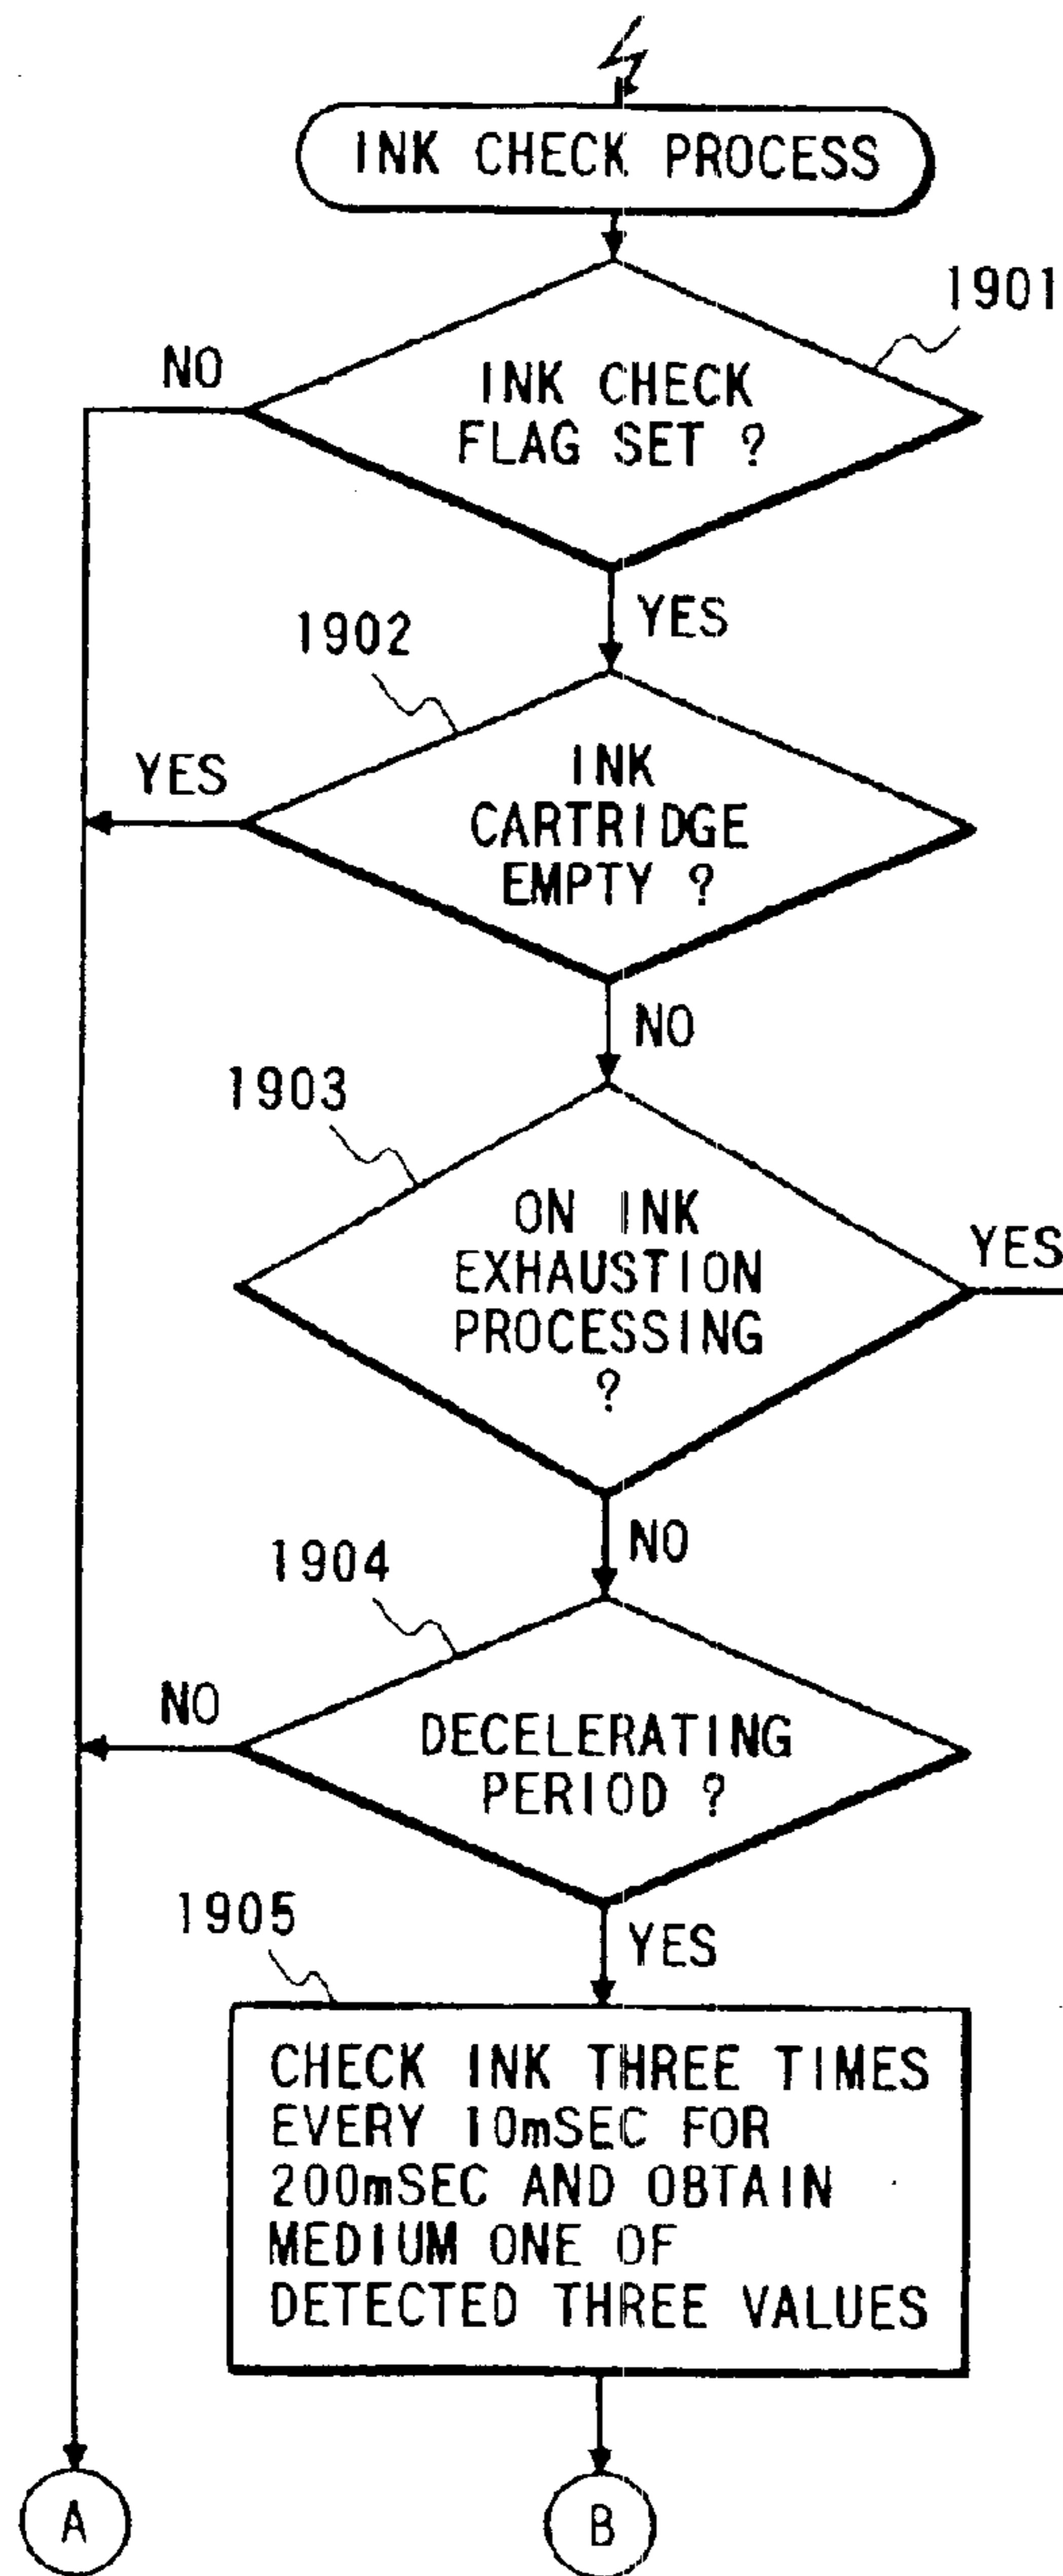 INK CHECK PROCESS
1901
NO
INK CHECK
FLAG SET ?
YES
1902
YES
INK
CARTRIDGE
EMPTY ?
NO
1903
ON INK
EXHAUSTION
PROCESSING
?
YES
NO
1904
NO
DECELERATING
PERIOD ?
YES
1905
CHECK INK THREE TIMES
EVERY 10mSEC FOR
200mSEC AND OBTAIN
MEDIUM ONE OF
DETECTED THREE VALUES
A
B